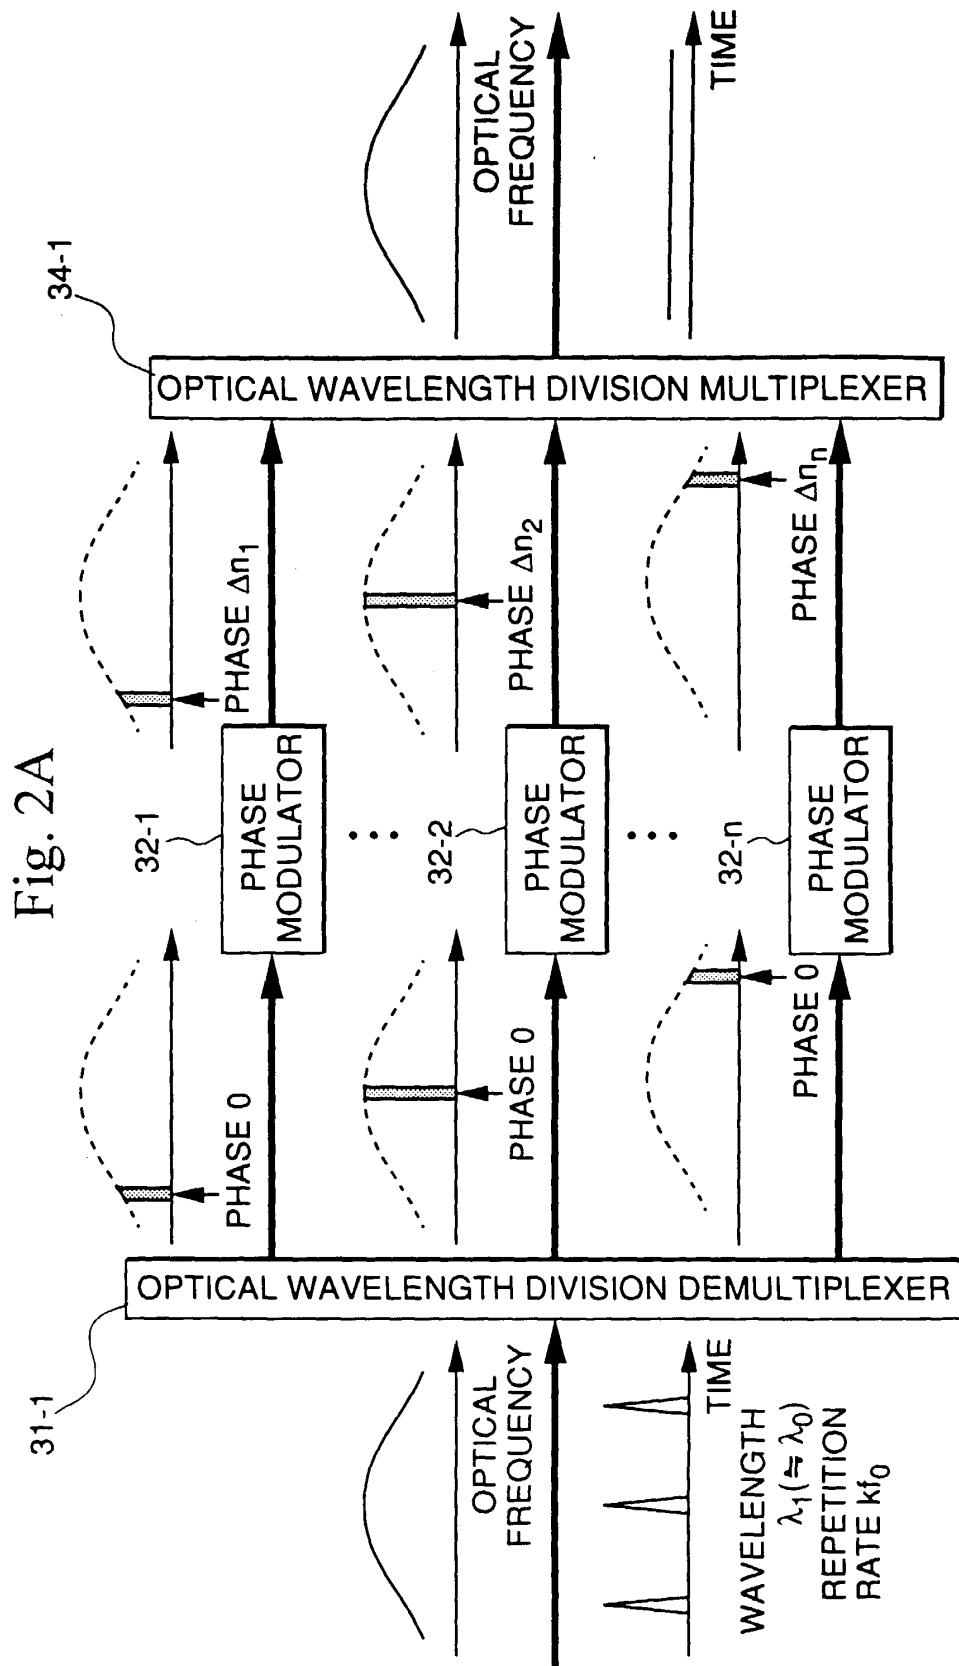 Fig. 2A
31-1
OPTICAL
FREQUENCY
TIME
WAVELENGTH
λ1(≒ λ0)
REPETITION
RATE kf0
OPTICAL WAVELENGTH DIVISION DEMULTIPLEXER
PHASE 0
32-1
PHASE
MODULATOR
PHASE Δn1
PHASE 0
32-2
PHASE
MODULATOR
PHASE Δn2
PHASE 0
32-n
PHASE
MODULATOR
PHASE Δnn
34-1
OPTICAL WAVELENGTH DIVISION MULTIPLEXER
OPTICAL
FREQUENCY
TIME